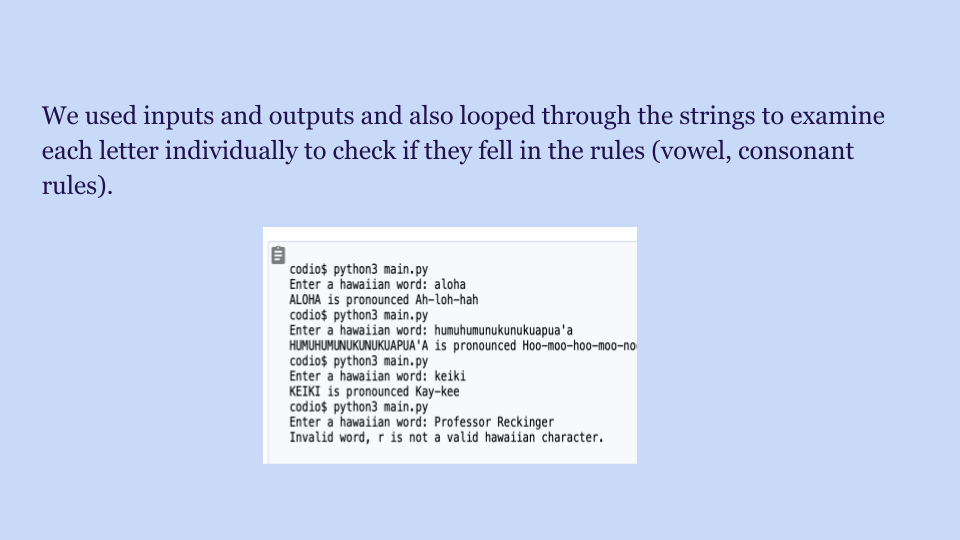 We used inputs and outputs and also looped through the strings to examine
each letter individually to check if they fell in the rules (vowel, consonant
rules).
codio$ python3 main.py
Enter a hawaiian word: aloha
ALOHA is pronounced Ah-loh-hah
codio$ python3 main.py
Enter a hawaiian word: humuhumunukunukuapua'a
HUMUHUMUNUKUNUKUAPUA'A is pronounced Hoo-moo-hoo-moo-no
codio$ python3 main.py
Enter a hawaiian word: keiki
KEIKI is pronounced Kay-kee
codio$ python3 main.py
Enter a hawaiian word: Professor Reckinger
Invalid word, r is not a valid hawaiian character.